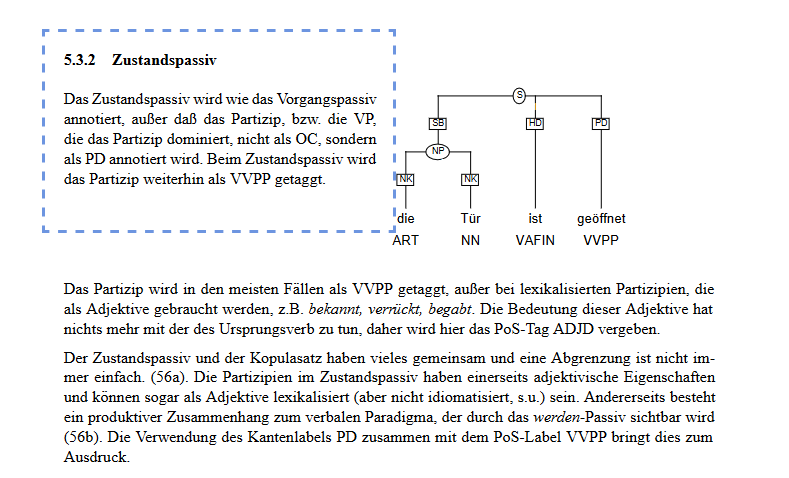 5.3.2 Zustandspassiv
Das Zustandspassiv wird wie das Vorgangspassiv
annotiert, außer daß das Partizip, bzw. die VP,
die das Partizip dominiert, nicht als OC, sondern
als PD annotiert wird. Beim Zustandspassiv wird
das Partizip weiterhin als VVPP getaggt.
S
SB HD PD
NP
NK NK
die Tür ist geöffnet
ART NN VAFIN VVPP
Das Partizip wird in den meisten Fällen als VVPP getaggt, außer bei lexikalisierten Partizipien, die
als Adjektive gebraucht werden, z.B. bekannt, verrückt, begabt. Die Bedeutung dieser Adjektive hat
nichts mehr mit der des Ursprungsverb zu tun, daher wird hier das PoS-Tag ADJD vergeben.
Der Zustandspassiv und der Kopulasatz haben vieles gemeinsam und eine Abgrenzung ist nicht im-
mer einfach. (56a). Die Partizipien im Zustandspassiv haben einerseits adjektivische Eigenschaften
und können sogar als Adjektive lexikalisiert (aber nicht idiomatisiert, s.u.) sein. Andererseits besteht
ein produktiver Zusammenhang zum verbalen Paradigma, der durch das werden-Passiv sichtbar wird
(56b). Die Verwendung des Kantenlabels PD zusammen mit dem PoS-Label VVPP bringt dies zum
Ausdruck.